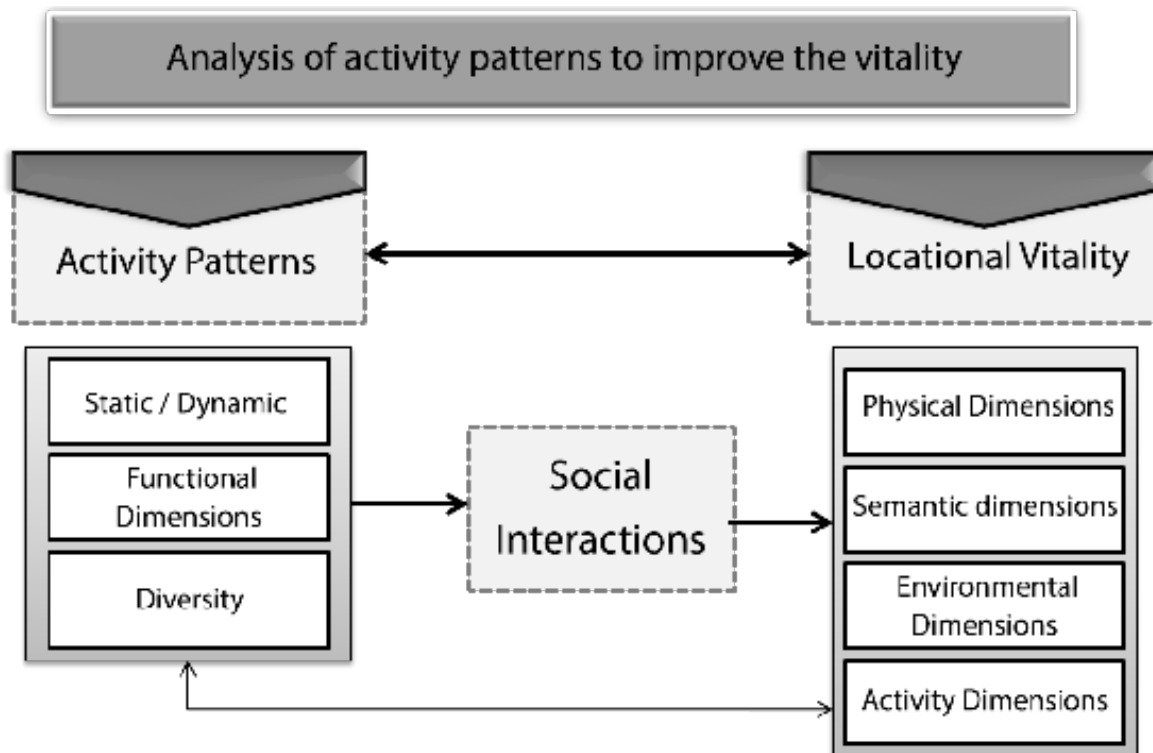 Analysis of activity patterns to improve the vitality
Activity Patterns
Locational Vitality
Static / Dynamic
Functional
Dimensions
Diversity
Social
Interactions
Physical Dimensions
Semantic dimensions
Environmental
Dimensions
Activity Dimensions